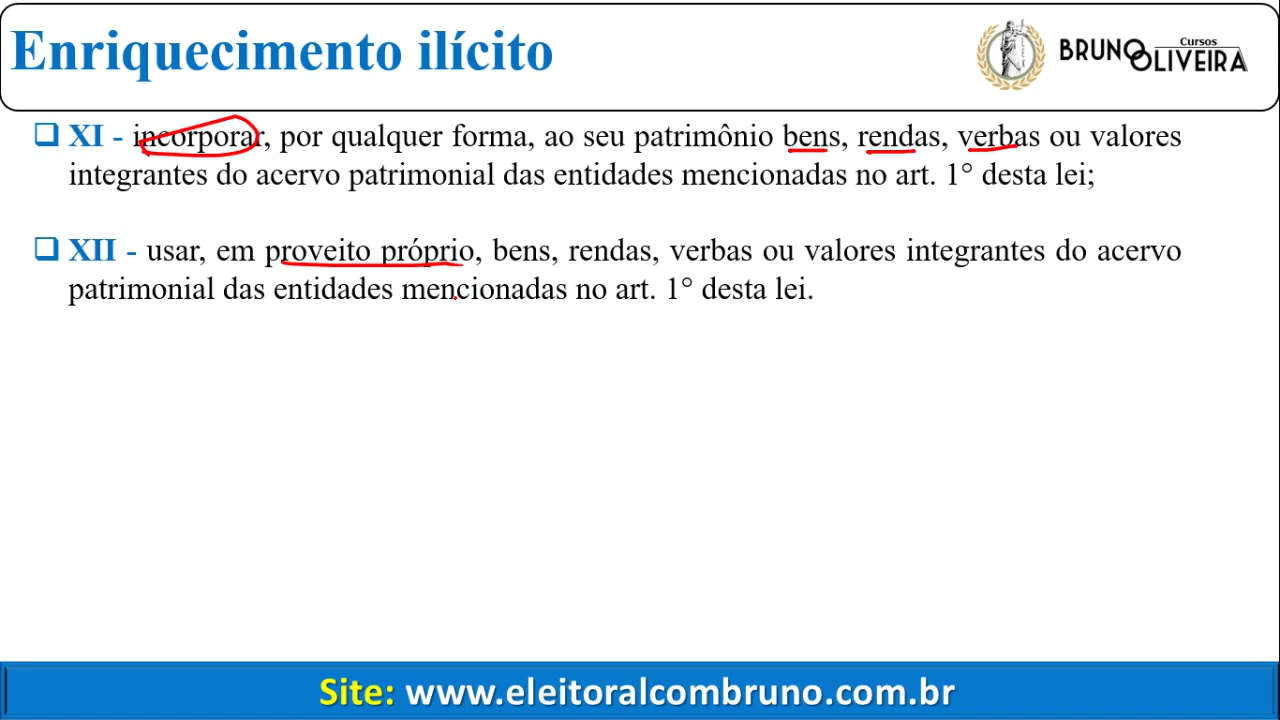 Enriquecimento ilícito
Cursos
BRUNO OLIVEIRA
XI - incorporar, por qualquer forma, ao seu patrimônio bens, rendas, verbas ou valores
integrantes do acervo patrimonial das entidades mencionadas no art. 1° desta lei;
XII - usar, em proveito próprio, bens, rendas, verbas ou valores integrantes do acervo
patrimonial das entidades mencionadas no art. 1° desta lei.
Site: www.eleitoralcombruno.com.br